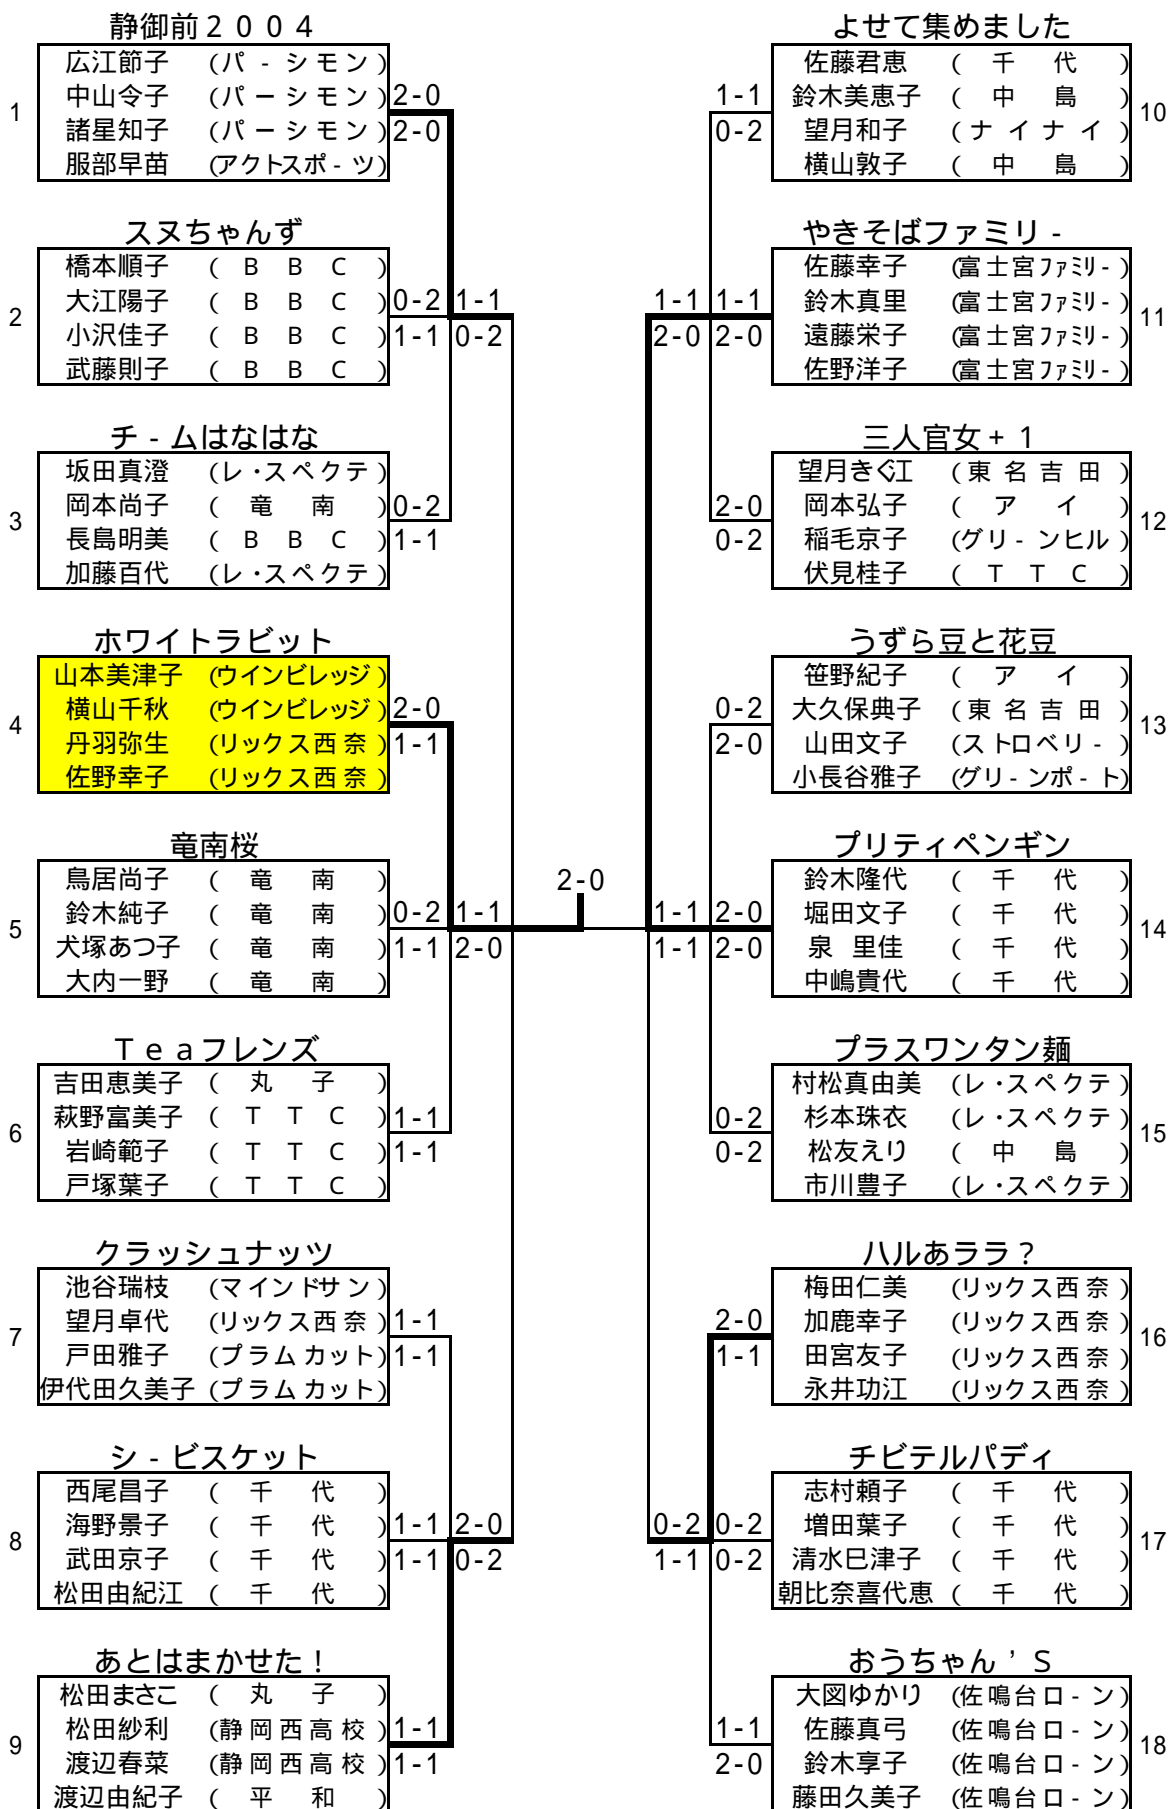 静御前２００４
広江節子 (パ - シモン)
中山令子 (パーシモン) 2-0
1
諸星知子 (パーシモン) 2-0
服部早苗 (アクトスポ - ツ)
スヌちゃんず
橋本順子 ( Ｂ Ｂ Ｃ )
大江陽子 ( Ｂ Ｂ Ｃ ) 0-2 1-1
2
小沢佳子 ( Ｂ Ｂ Ｃ ) 1-1 0-2
武藤則子 ( Ｂ Ｂ Ｃ )
チ - ムはなはな
坂田真澄 (レ・スペクテ)
岡本尚子 ( 竜 南 ) 0-2
3
長島明美 ( Ｂ Ｂ Ｃ ) 1-1
加藤百代 (レ・スペクテ)
ホワイトラビット
山本美津子 (ウインビレッジ)
横山千秋 (ウインビレッジ) 2-0
4
丹羽弥生 (リックス西奈) 1-1
佐野幸子 (リックス西奈)
竜南桜
鳥居尚子 ( 竜 南 )
鈴木純子 ( 竜 南 ) 0-2 1-1
5
犬塚あつ子 ( 竜 南 ) 1-1 2-0
大内一野 ( 竜 南 )
Ｔｅａフレンズ
吉田恵美子 ( 丸 子 )
萩野富美子 ( Ｔ Ｔ Ｃ ) 1-1
6
岩崎範子 ( Ｔ Ｔ Ｃ ) 1-1
戸塚葉子 ( Ｔ Ｔ Ｃ )
クラッシュナッツ
池谷瑞枝 (マインドサン)
望月卓代 (リックス西奈) 1-1
7
戸田雅子 (プラムカット) 1-1
伊代田久美子 (プラムカット)
シ - ビスケット
西尾昌子 ( 千 代 )
海野景子 ( 千 代 ) 1-1 2-0
8
武田京子 ( 千 代 ) 1-1 0-2
松田由紀江 ( 千 代 )
あとはまかせた！
松田まさこ ( 丸 子 )
松田紗利 (静岡西高校) 1-1
9
渡辺春菜 (静岡西高校) 1-1
渡辺由紀子 ( 平 和 )
2-0
よせて集めました
佐藤君恵 ( 千 代 )
1-1 鈴木美恵子 ( 中 島 )
10
0-2 望月和子 (ナイナイ)
横山敦子 ( 中 島 )
やきそばファミリ -
佐藤幸子 (富士宮ファミリ-)
1-1 1-1 鈴木真里 (富士宮ファミリ-)
11
2-0 2-0 遠藤栄子 (富士宮ファミリ-)
佐野洋子 (富士宮ファミリ-)
三人官女＋１
望月きぐ江 (東名吉田)
2-0 岡本弘子 ( ア イ )
12
0-2 稲毛京子 (グリ - ンヒル)
伏見桂子 ( Ｔ Ｔ Ｃ )
うずら豆と花豆
笹野紀子 ( ア イ )
0-2 大久保典子 (東名吉田)
13
2-0 山田文子 (ストロベリ - )
小長谷雅子 (グリ - ンポ - ト)
プリティペンギン
鈴木隆代 ( 千 代 )
1-1 2-0 堀田文子 ( 千 代 )
14
1-1 2-0 泉 里佳 ( 千 代 )
中嶋貴代 ( 千 代 )
プラスワンタン麺
村松真由美 (レ・スペクテ)
0-2 杉本珠衣 (レ・スペクテ)
15
0-2 松友えり ( 中 島 )
市川豊子 (レ・スペクテ)
ハルあララ？
梅田仁美 (リックス西奈)
2-0 加鹿幸子 (リックス西奈)
16
1-1 田宮友子 (リックス西奈)
永井功江 (リックス西奈)
チビテルパディ
志村頼子 ( 千 代 )
0-2 0-2 増田葉子 ( 千 代 )
17
1-1 0-2 清水巳津子 ( 千 代 )
朝比奈喜代恵 ( 千 代 )
おうちゃん ’Ｓ
大図ゆかり (佐鳴台ロ - ン)
1-1 佐藤真弓 (佐鳴台ロ - ン)
18
2-0 鈴木享子 (佐鳴台ロ - ン)
藤田久美子 (佐鳴台ロ - ン)